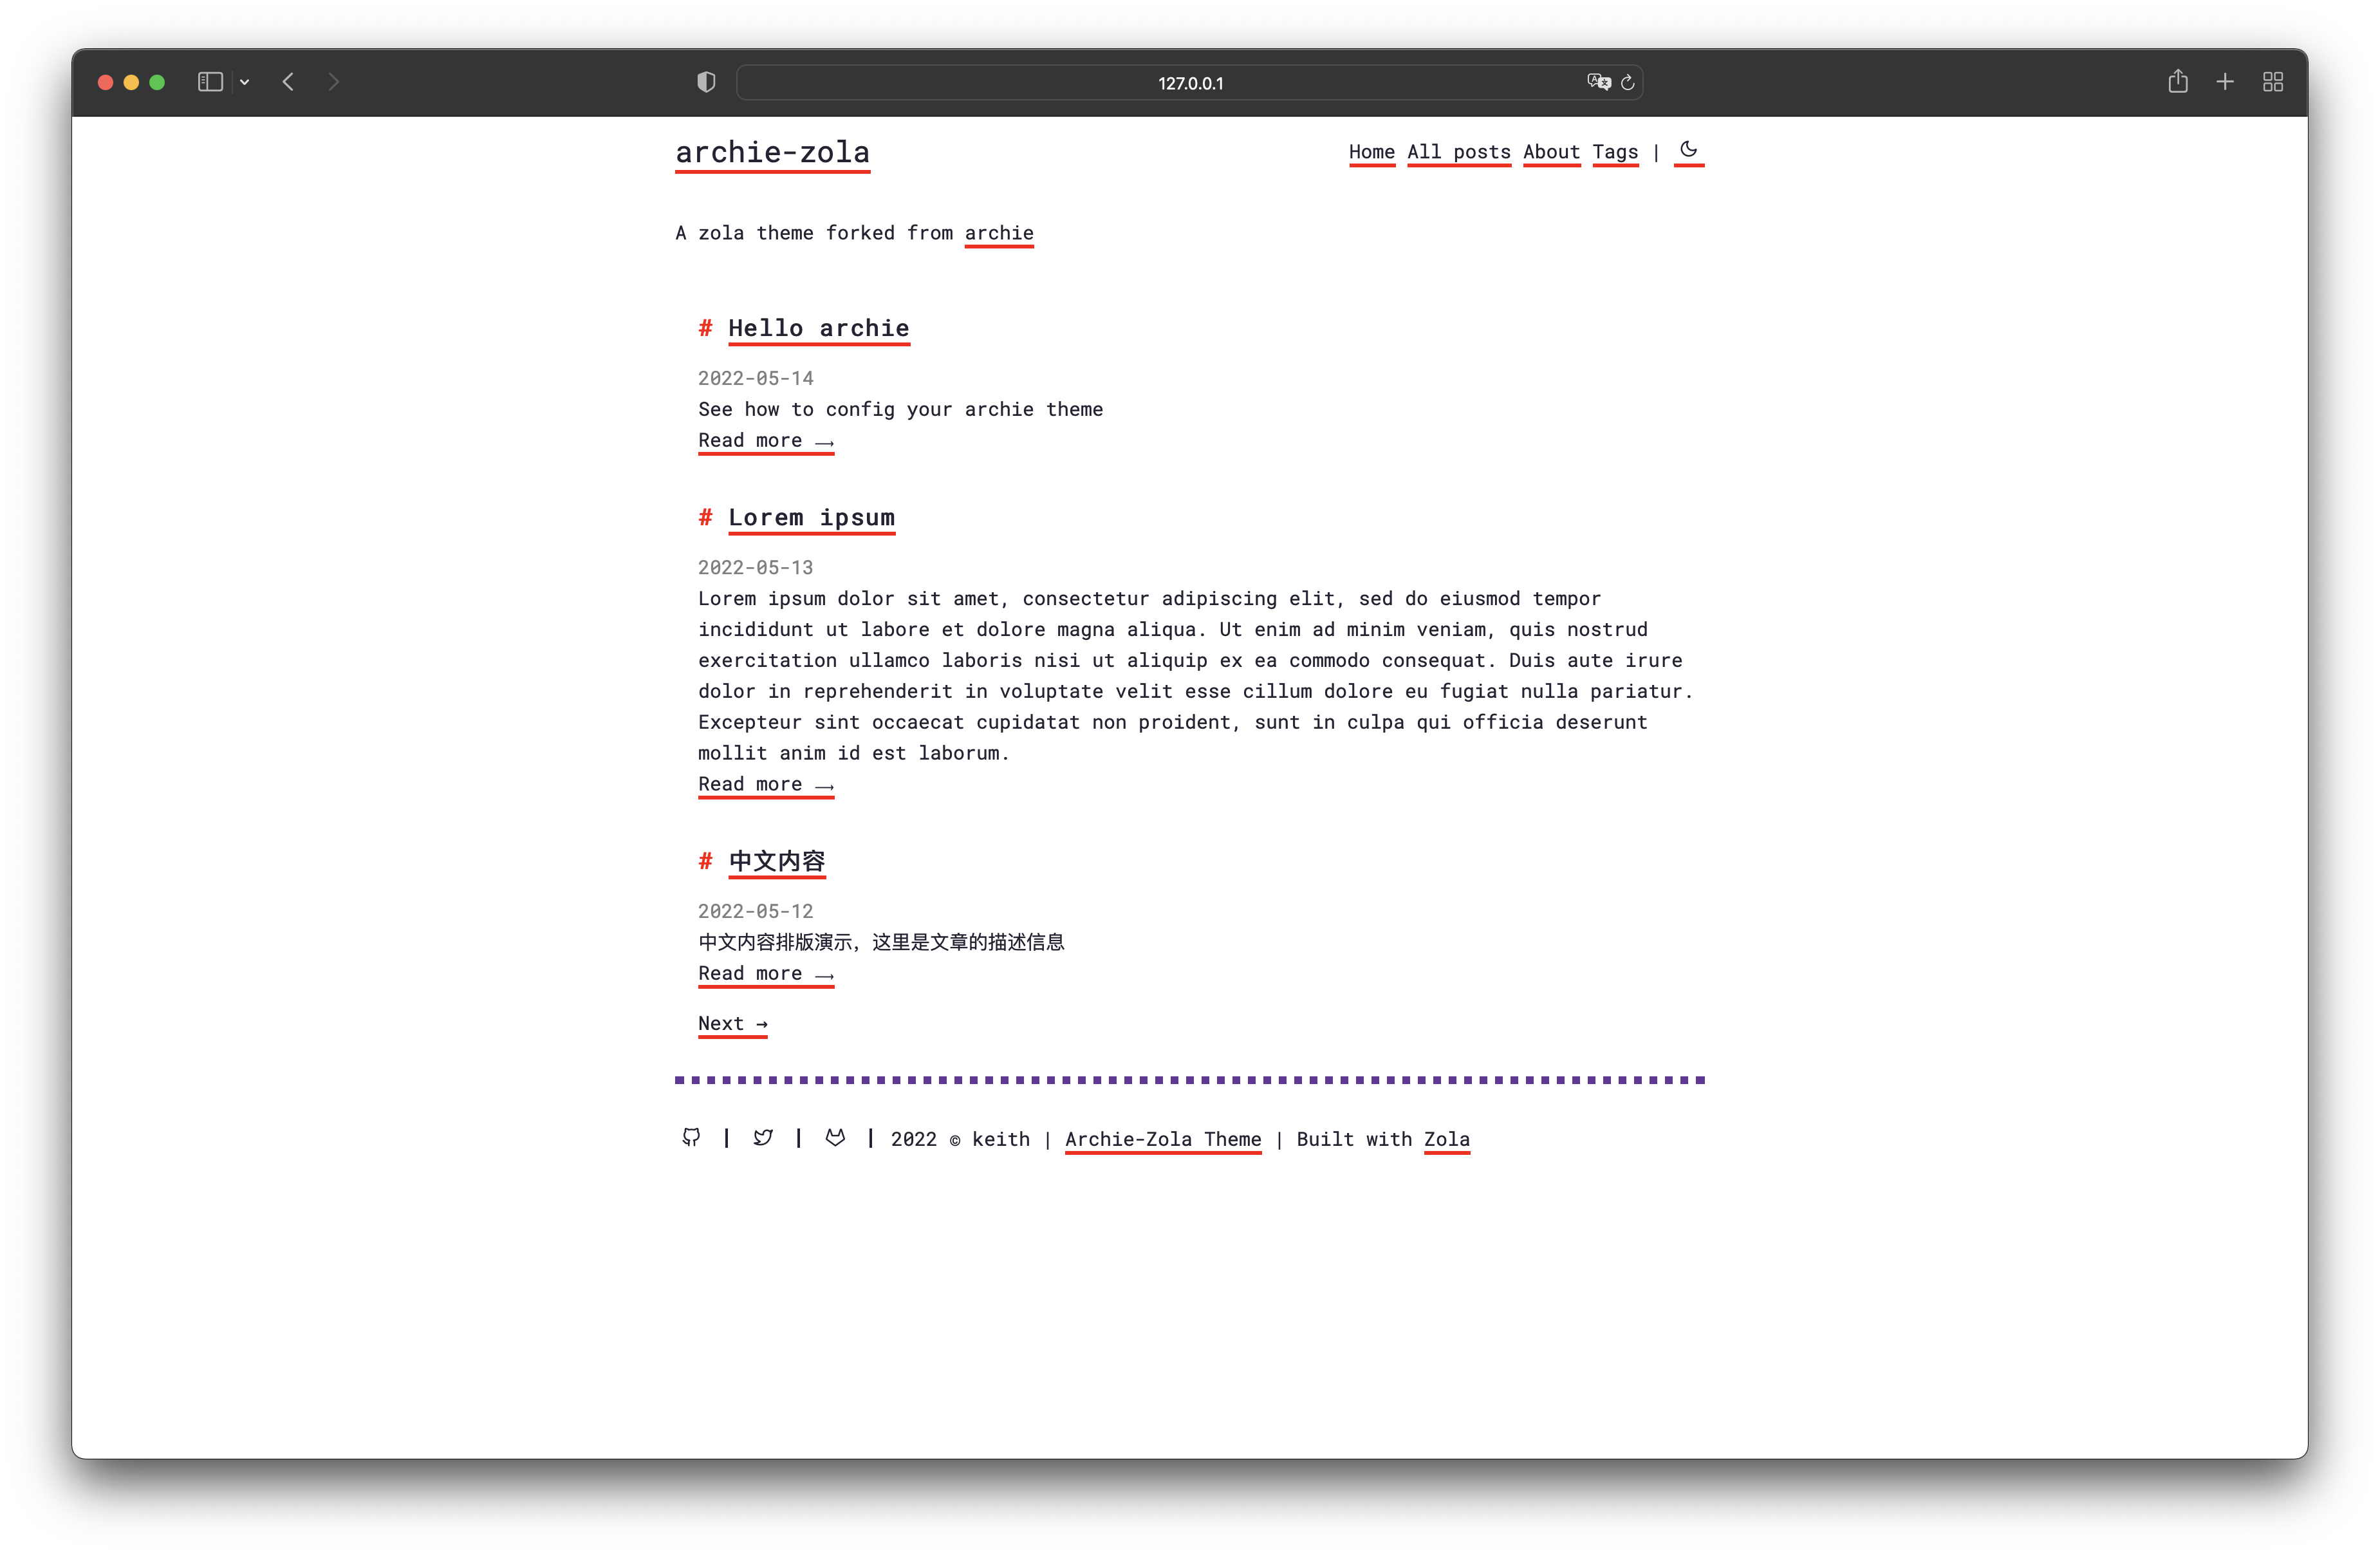 127.0.0.1
archie-zola
Home All posts About Tags |
A zola theme forked from archie
# Hello archie
2022-05-14
See how to config your archie theme
Read more ⟶
# Lorem ipsum
2022-05-13
Lorem ipsum dolor sit amet, consectetur adipiscing elit, sed do eiusmod tempor
incididunt ut labore et dolore magna aliqua. Ut enim ad minim veniam, quis nostrud
exercitation ullamco laboris nisi ut aliquip ex ea commodo consequat. Duis aute irure
dolor in reprehenderit in voluptate velit esse cillum dolore eu fugiat nulla pariatur.
Excepteur sint occaecat cupidatat non proident, sunt in culpa qui officia deserunt
mollit anim id est laborum.
Read more ⟶
# 中文内容
2022-05-12
中文内容排版演示，这里是文章的描述信息
Read more ⟶
Next →
| | | 2022 © keith | Archie-Zola Theme | Built with Zola